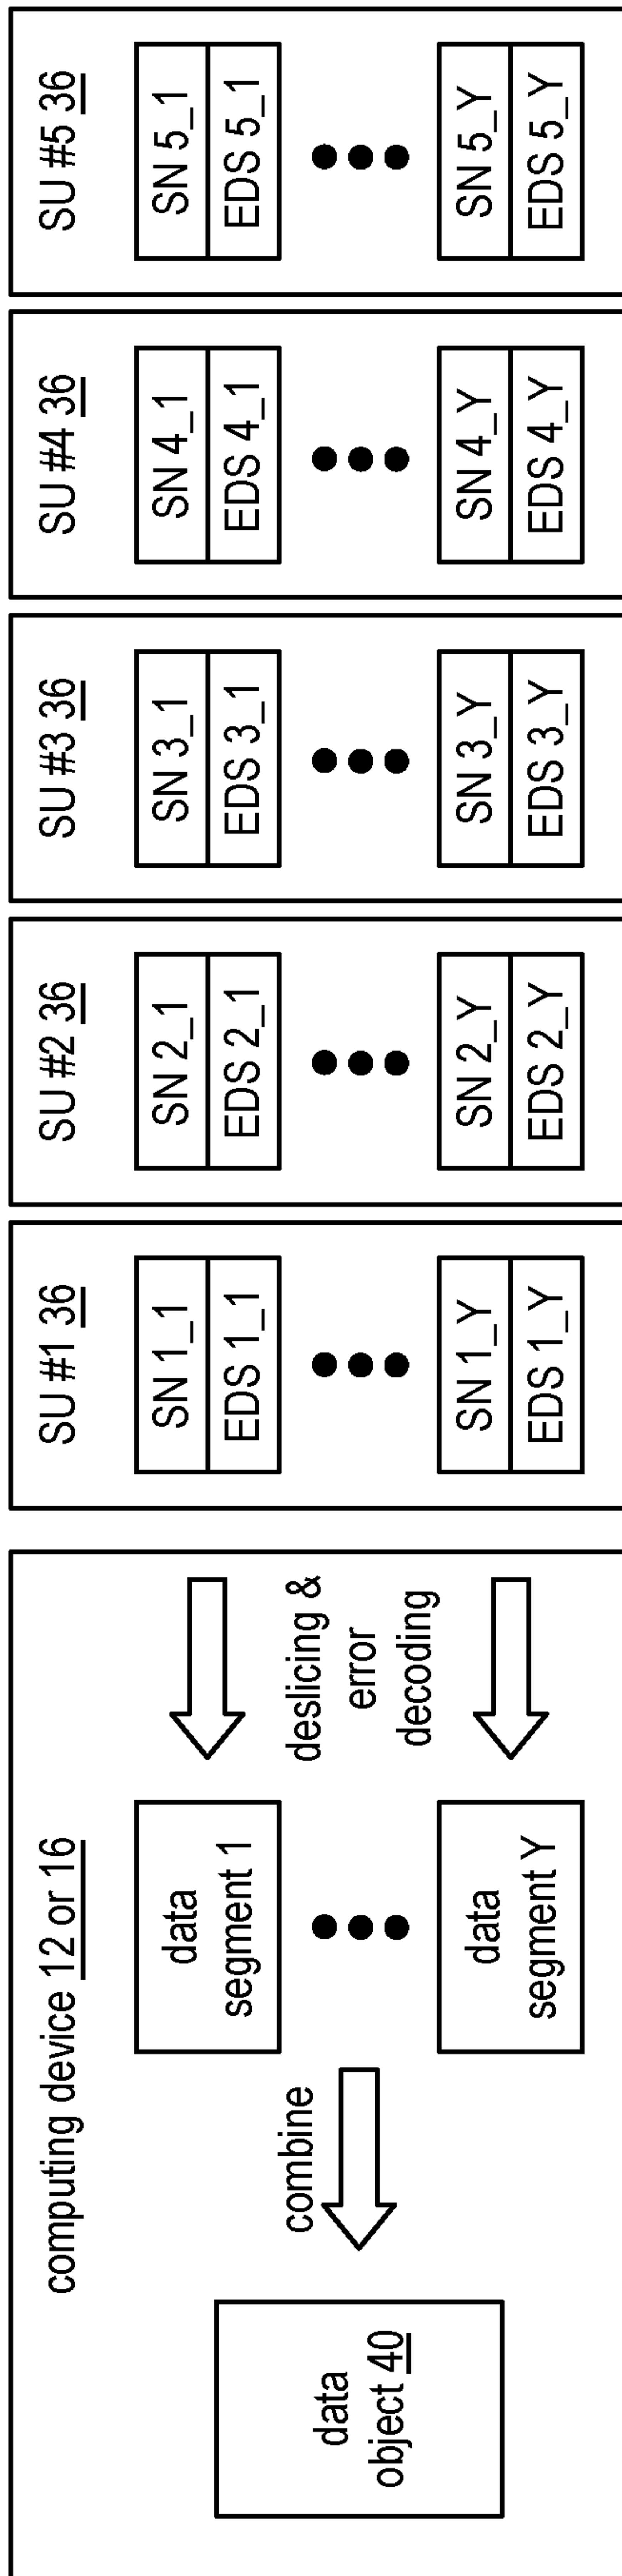 computing device 12 or 16
data
object 40
combine
data
segment 1
data
segment Y
deslicing &
error
decoding
SU #1 36
SN 1_1
EDS 1_1
SN 1_Y
EDS 1_Y
SU #2 36
SN 2_1
EDS 2_1
SN 2_Y
EDS 2_Y
SU #3 36
SN 3_1
EDS 3_1
SN 3_Y
EDS 3_Y
SU #4 36
SN 4_1
EDS 4_1
SN 4_Y
EDS 4_Y
SU #5 36
SN 5_1
EDS 5_1
SN 5_Y
EDS 5_Y